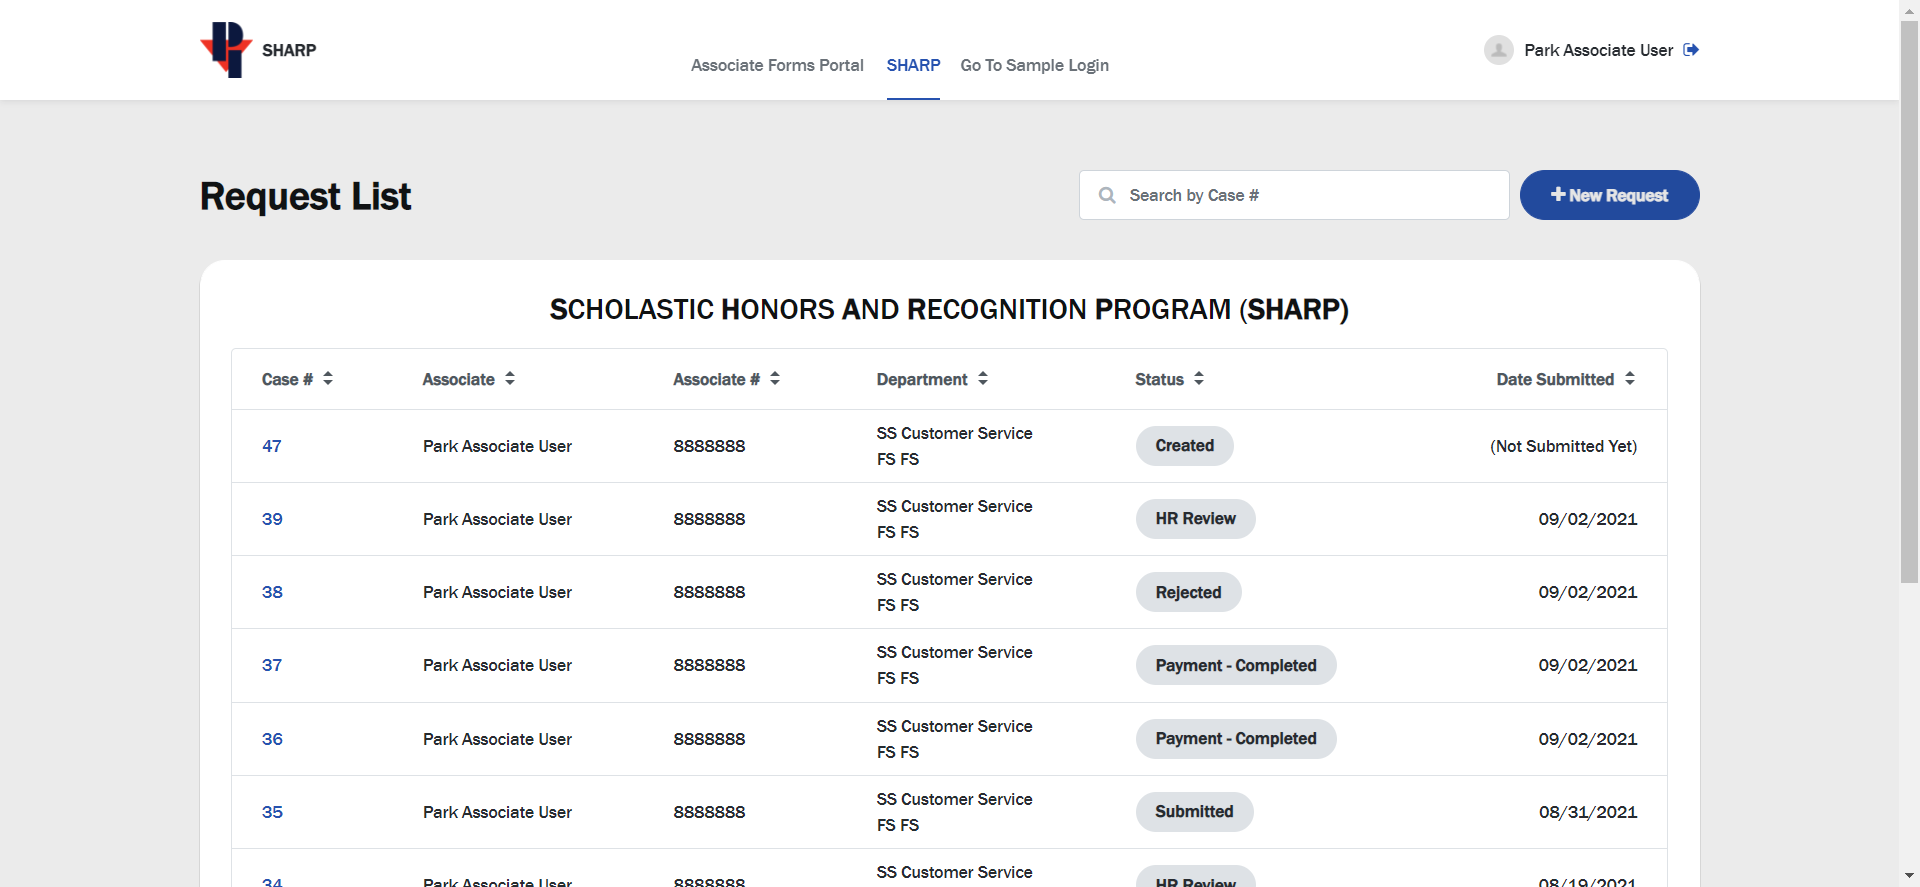 SHARP
Associate Forms Portal SHARP Go To Sample Login
Park Associate User
Request List
Search by Case #
New Request
SCHOLASTIC HONORS AND RECOGNITION PROGRAM (SHARP)
Case # Associate Associate # Department Status Date Submitted
47 Park Associate User 8888888 SS Customer Service FS FS Created (Not Submitted Yet)
39 Park Associate User 8888888 SS Customer Service FS FS HR Review 09/02/2021
38 Park Associate User 8888888 SS Customer Service FS FS Rejected 09/02/2021
37 Park Associate User 8888888 SS Customer Service FS FS Payment - Completed 09/02/2021
36 Park Associate User 8888888 SS Customer Service FS FS Payment - Completed 09/02/2021
35 Park Associate User 8888888 SS Customer Service FS FS Submitted 08/31/2021
34 Park Associate User 8888888 SS Customer Service HR Review 08/19/2021